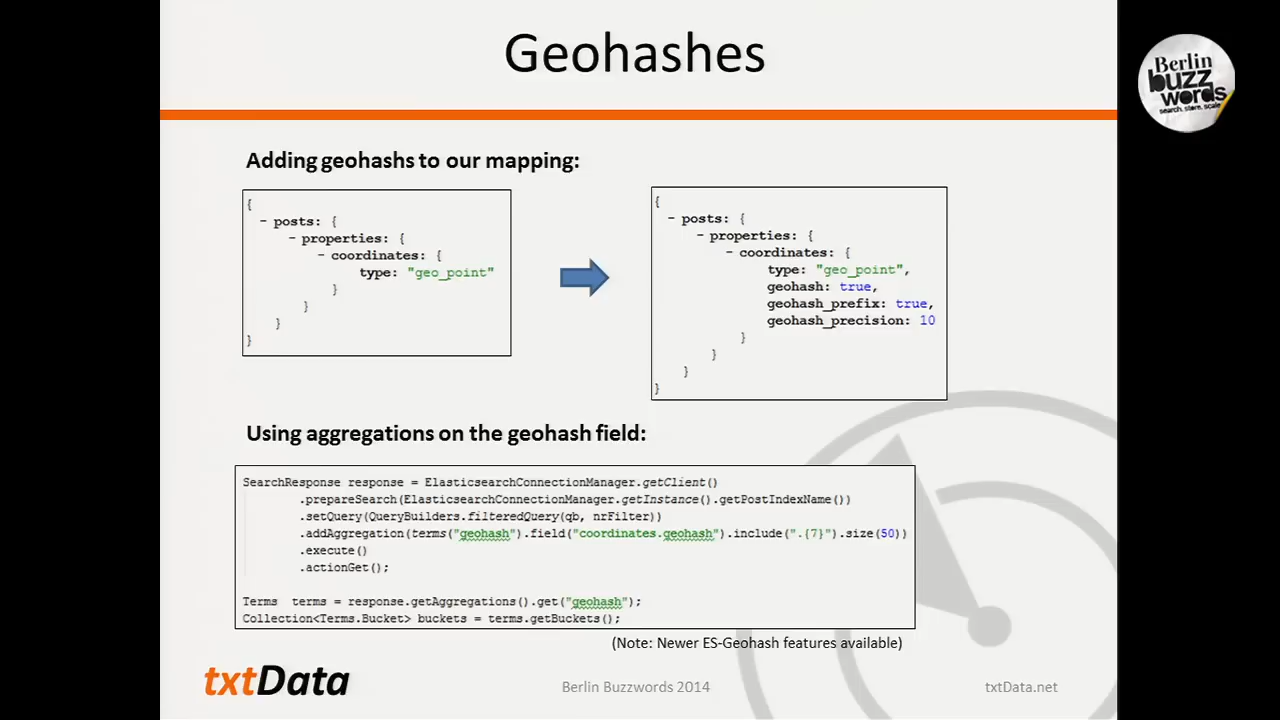 Geohashes
Berlin
buzz
words
search. store. scale
Adding geohashs to our mapping:
{
- posts: {
- properties: {
- coordinates: {
type: "geo_point"
}
}
}
}
{
- posts: {
- properties: {
- coordinates: {
type: "geo_point",
geohash: true,
geohash_prefix: true,
geohash_precision: 10
}
}
}
}
Using aggregations on the geohash field:
SearchResponse response = ElasticsearchConnectionManager.getClient()
.prepareSearch(ElasticsearchConnectionManager.getInstance().getPostIndexName())
.setQuery(QueryBuilders.filteredQuery(qb, nrFilter))
.addAggregation(terms("geohash").field("coordinates.geohash").include(".{7}").size(50))
.execute()
.actionGet();
Terms terms = response.getAggregations().get("geohash");
Collection<Terms.Bucket> buckets = terms.getBuckets();
(Note: Newer ES-Geohash features available)
txtData
Berlin Buzzwords 2014
txtData.net